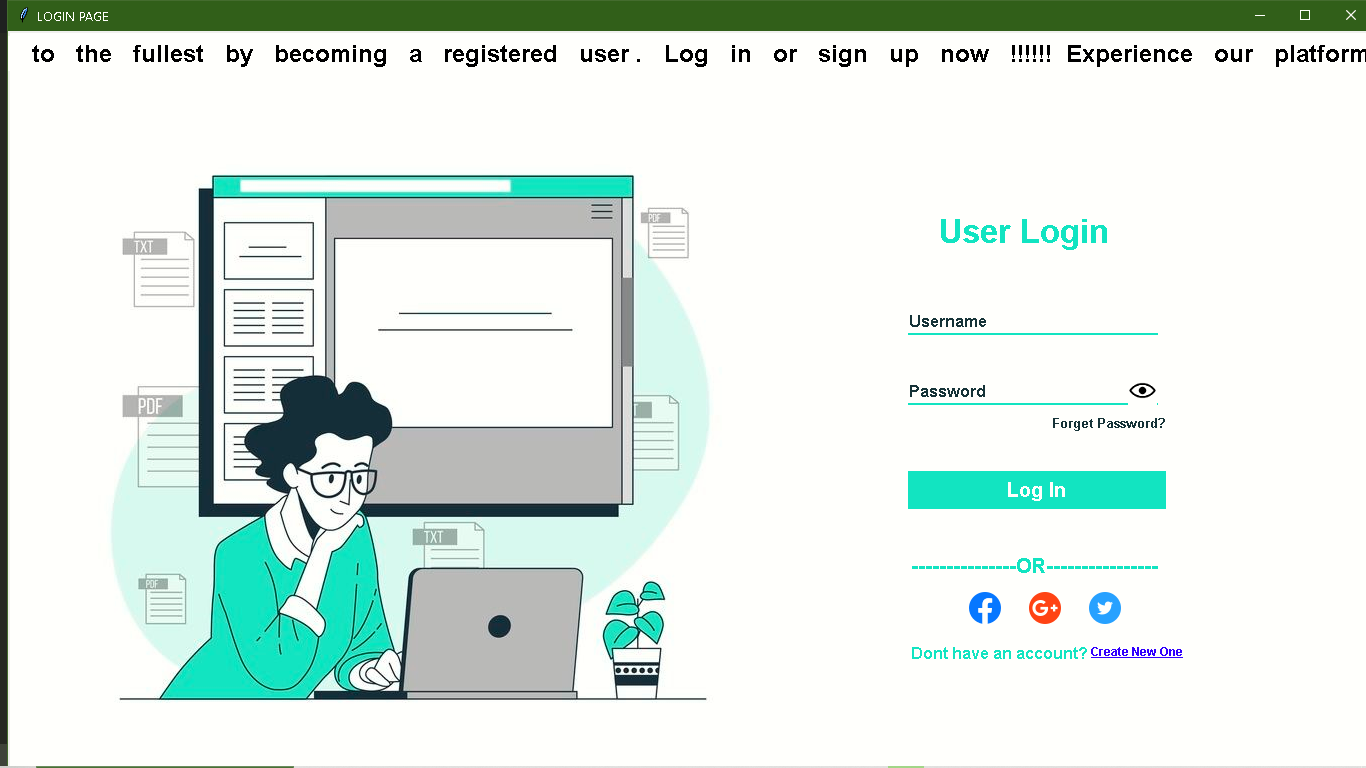 LOGIN PAGE
to the fullest by becoming a registered user . Log in or sign up now !!!!!! Experience our platform
PDF
TXT
User Login
Username
Password
PDF
Forget Password?
Log In
TXT
---------------OR----------------
PDF
Dont have an account? Create New One